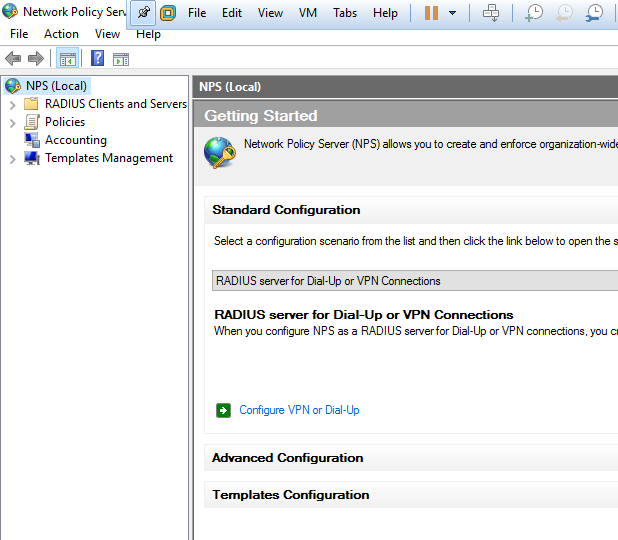 Network Policy Serv
File Edit View VM Tabs Help
File Action View Help
NPS (Local)
RADIUS Clients and Servers
Policies
Accounting
Templates Management
NPS (Local)
Getting Started
Network Policy Server (NPS) allows you to create and enforce organization-wide
Standard Configuration
Select a configuration scenario from the list and then click the link below to open the s
RADIUS server for Dial-Up or VPN Connections
RADIUS server for Dial-Up or VPN Connections
When you configure NPS as a RADIUS server for Dial-Up or VPN connections, you cr
Configure VPN or Dial-Up
Advanced Configuration
Templates Configuration